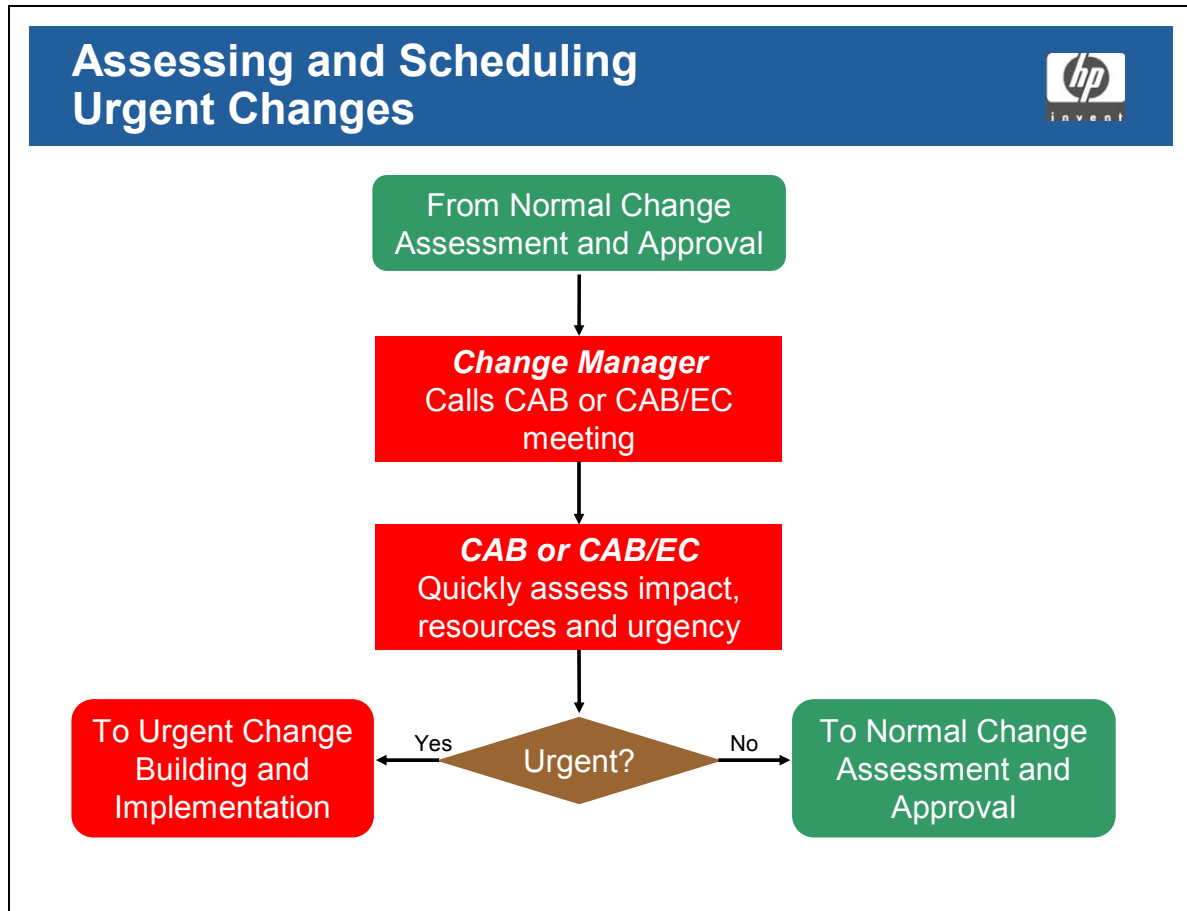 Assessing and Scheduling
Urgent Changes
hp
invent
From Normal Change
Assessment and Approval
Change Manager
Calls CAB or CAB/EC
meeting
CAB or CAB/EC
Quickly assess impact,
resources and urgency
To Urgent Change
Building and
Implementation
Yes
Urgent?
No
To Normal Change
Assessment and
Approval